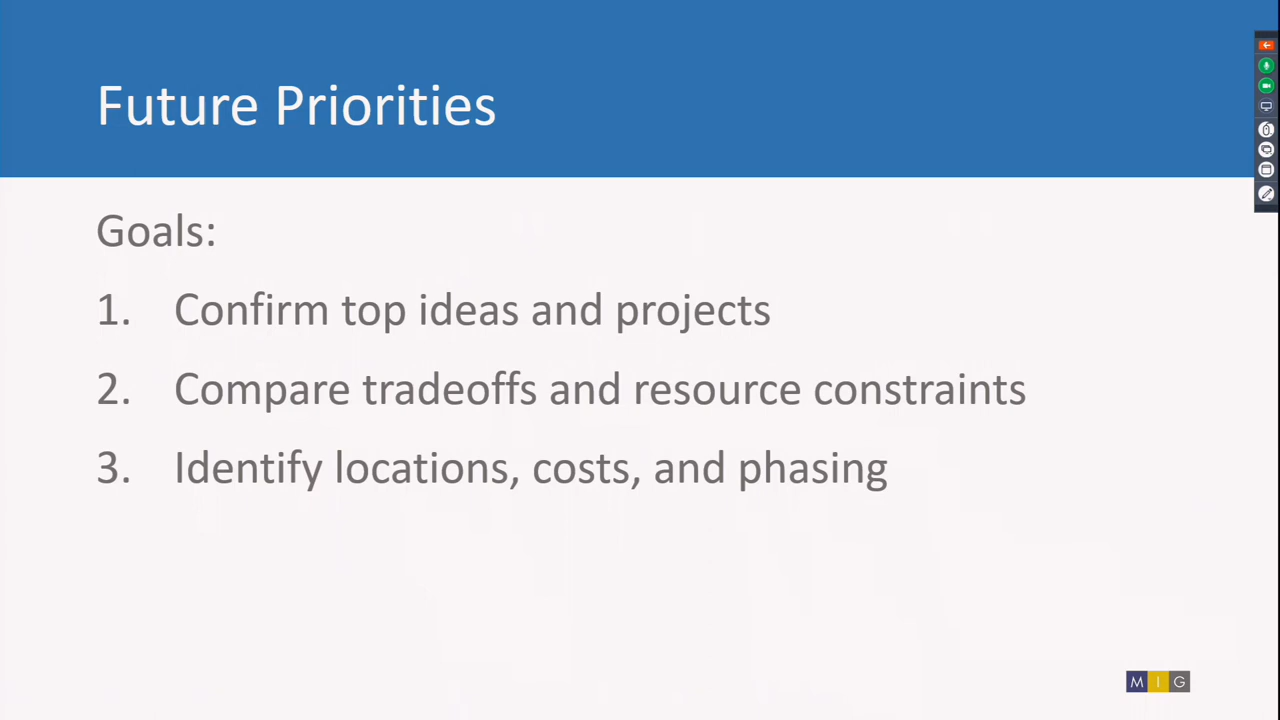 Future Priorities
Goals:
1. Confirm top ideas and projects
2. Compare tradeoffs and resource constraints
3. Identify locations, costs, and phasing
MIG